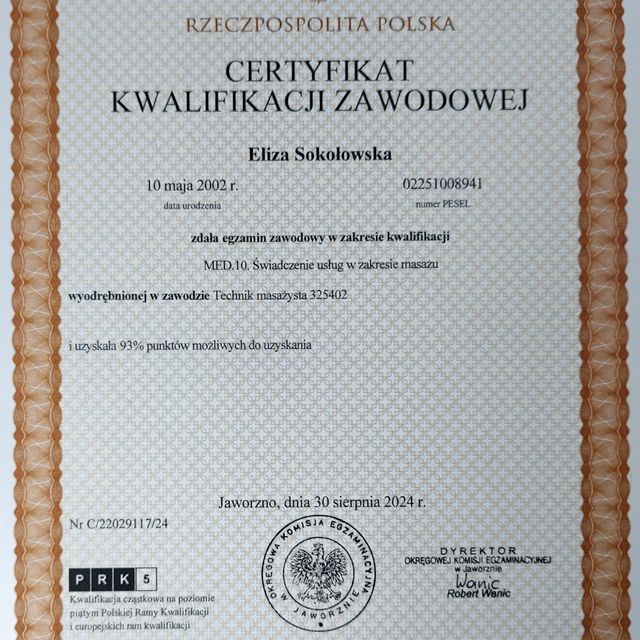 RZECZPOSPOLITA POLSKA
CERTYFIKAT
KWALIFIKACJI ZAWODOWEJ
Eliza Sokołowska
10 maja 2002 r.
02251008941
data urodzenia
numer PESEL
zdała egzamin zawodowy w zakresie kwalifikacji
MED.10. Świadczenie usług w zakresie masażu
wyodrębnionej w zawodzie Technik masażysta 325402
i uzyskała 93% punktów możliwych do uzyskania
Jaworzno, dnia 30 sierpnia 2024 r.
Nr C/22029117/24
OKRĘGOWA KOMISJA EGZAMINACYJNA
W JAWORZNIE
DYREKTOR
OKRĘGOWEJ KOMISJI EGZAMINACYJNEJ
w Jaworznie
Wanic
Robert Wanic
PRK 5
Kwalifikacja cząstkowa na poziomie
piątym Polskiej Ramy Kwalifikacji
i europejskich ram kwalifikacji